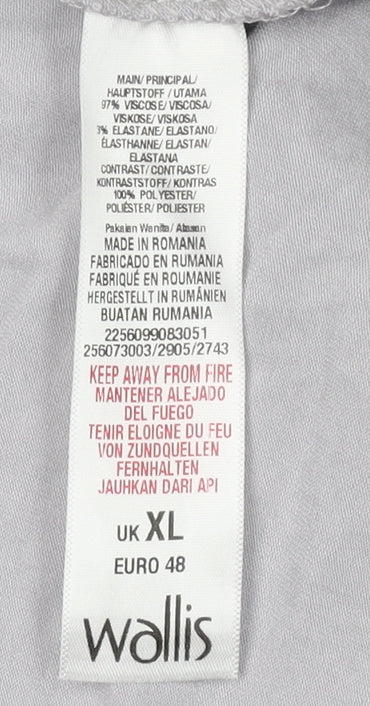 MAIN/ PRINCIPAL/
HAUPTSTOFF/UTAMA
97% VISCOSE/VISCOSA/
VISKOSE/ VISKOSA
3% ELASTANE/ELASTANO/
ÉLASTHANNE/ELASTAN/
ELASTANA
CONTRAST/CONTRASTE/
KONTRASTSTOFF/KONTRAS
100% POLYESTER/
POLIÉSTER/POLIESTER
Pakaian Wanita/ Atasan
MADE IN ROMANIA
FABRICADO EN RUMANIA
FABRIQUÉ EN ROUMANIE
HERGESTELLT IN RUMÄNIEN
BUATAN RUMANIA
2256099083051
256073003/2905/2743
KEEP AWAY FROM FIRE
MANTENER ALEJADO
DEL FUEGO
TENIR ELOIGNE DU FEU
VON ZUNDQUELLEN
FERNHALTEN
JAUHKAN DARI API
UK XL
EURO 48
wallis